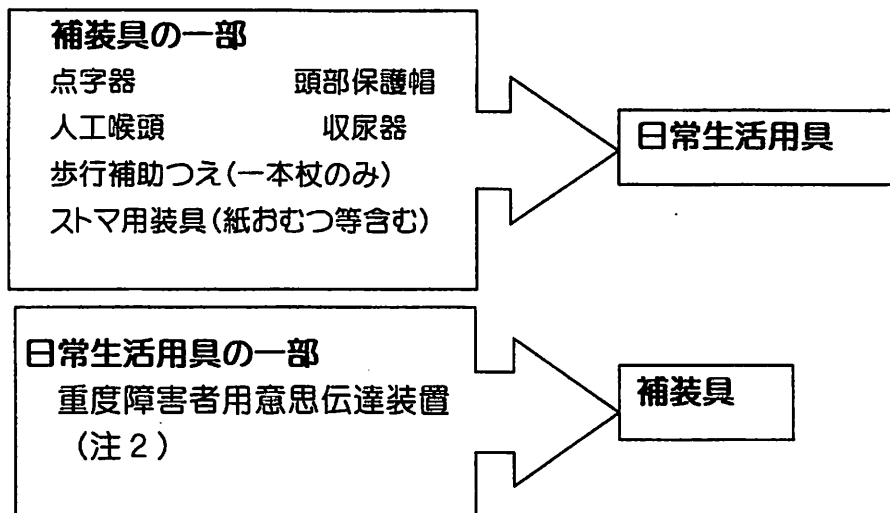 補装具の一部
点字器　頭部保護帽
人工喉頭　収尿器
歩行補助つえ(一本杖のみ)
ストマ用装具(紙おむつ等含む)
日常生活用具
日常生活用具の一部
重度障害者用意思伝達装置
(注２)
補装具